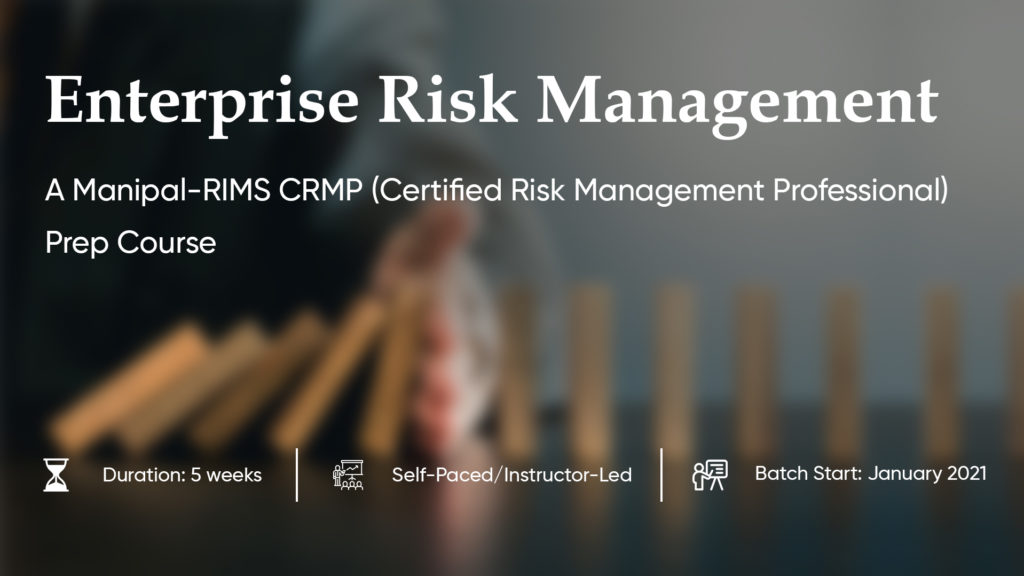 Enterprise Risk Management
A Manipal-RIMS CRMP (Certified Risk Management Professional)
Prep Course
Duration: 5 weeks
Self-Paced/Instructor-Led
Batch Start: January 2021